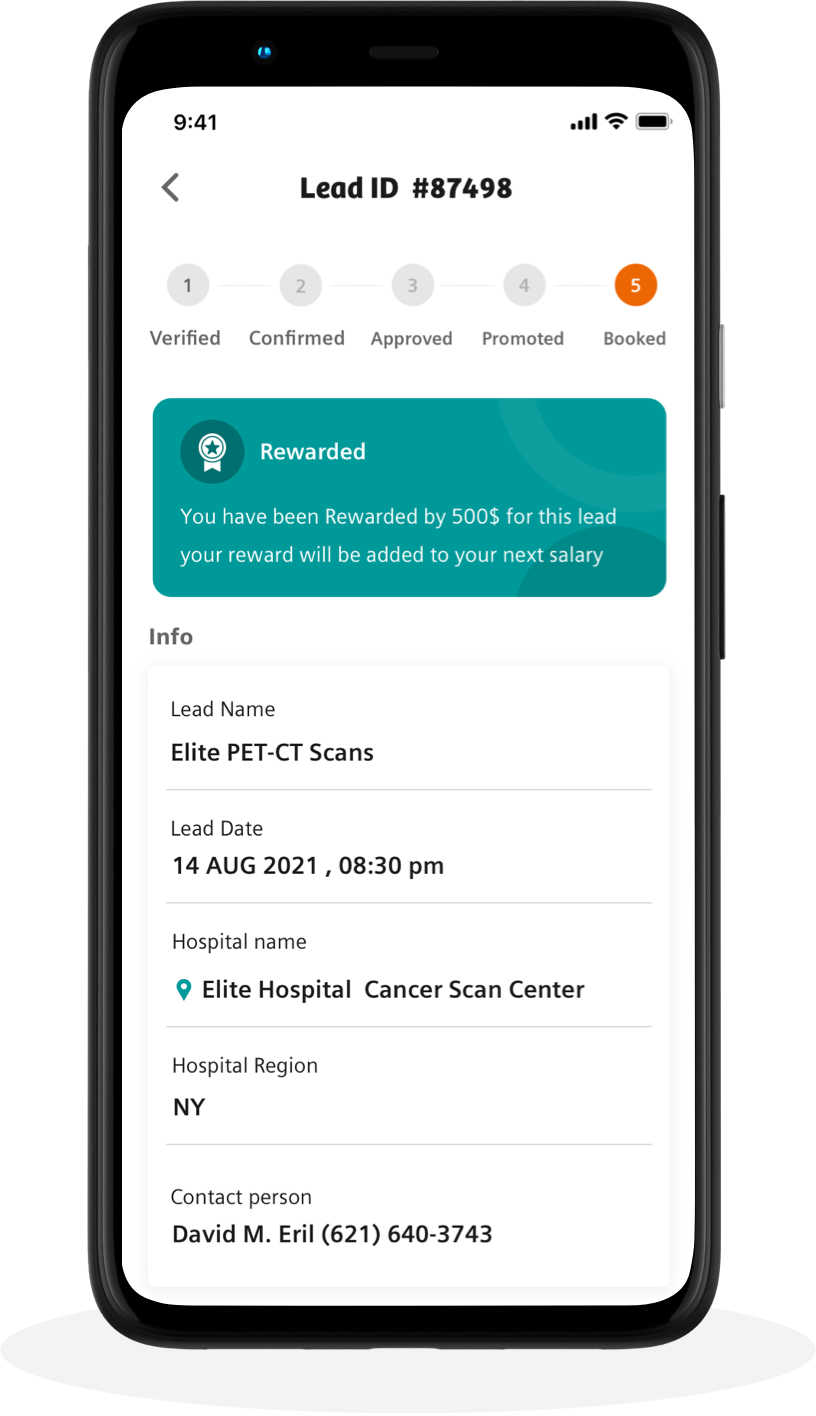 9:41
Lead ID #87498
1 2 3 4 5
Verified Confirmed Approved Promoted Booked
Rewarded
You have been Rewarded by 500$ for this lead
your reward will be added to your next salary
Info
Lead Name
Elite PET-CT Scans
Lead Date
14 AUG 2021 , 08:30 pm
Hospital name
Elite Hospital Cancer Scan Center
Hospital Region
NY
Contact person
David M. Eril (621) 640-3743